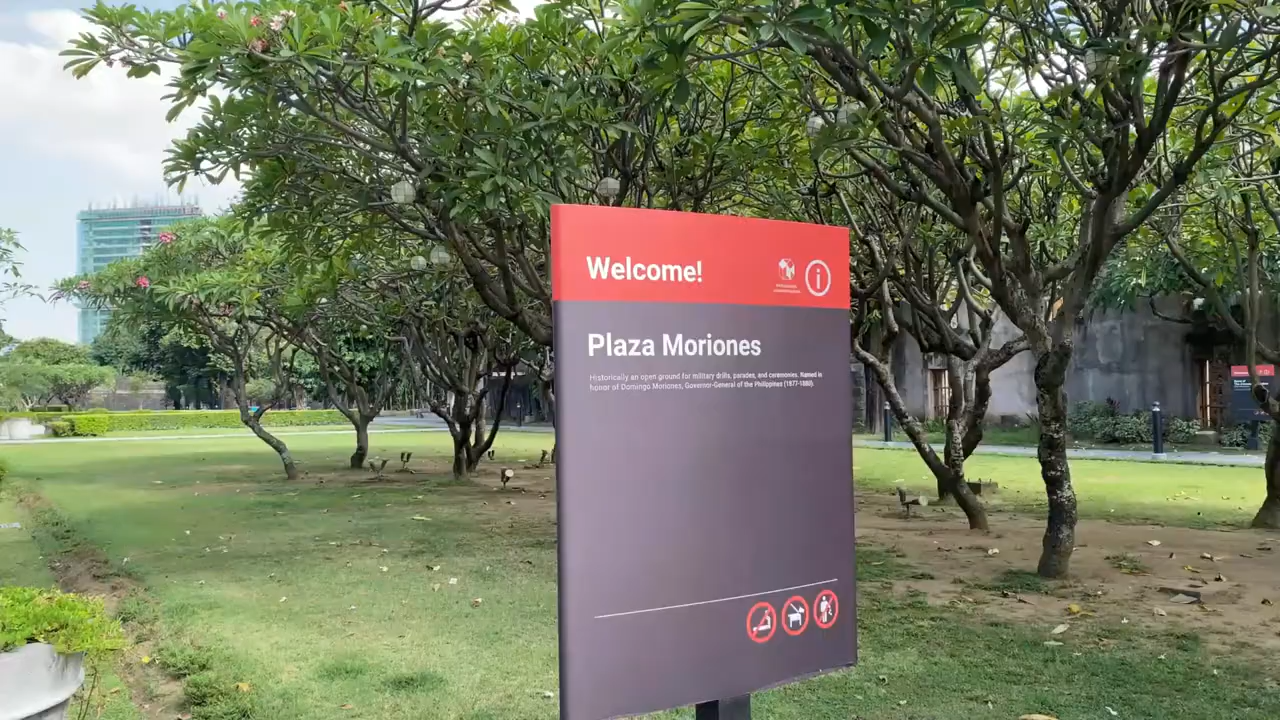 Welcome!
Plaza Moriones
Historically an open ground for military drills, parades, and ceremonies. Named in
honor of Domingo Moriones, Governor-General of the Philippines (1877-1880).